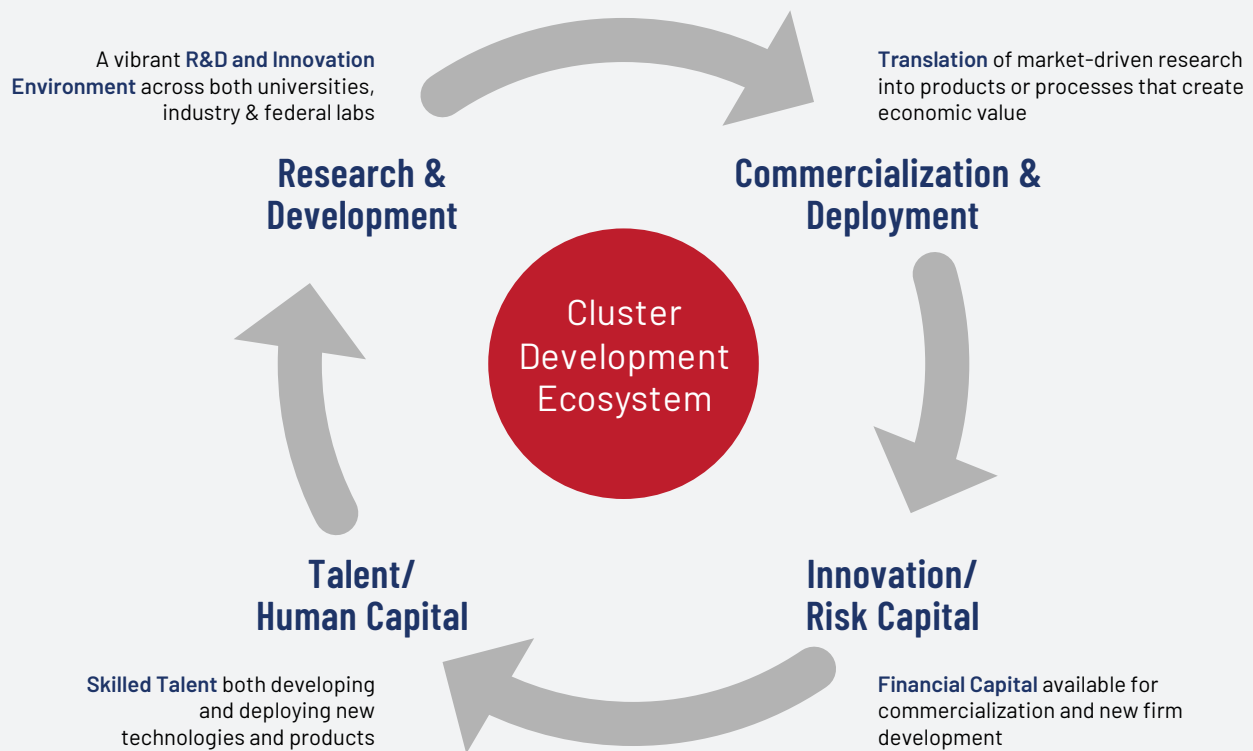 A vibrant R&D and Innovation
Environment across both universities,
industry & federal labs
Research &
Development
Translation of market-driven research
into products or processes that create
economic value
Commercialization &
Deployment
Cluster
Development
Ecosystem
Talent/
Human Capital
Skilled Talent both developing
and deploying new
technologies and products
Innovation/
Risk Capital
Financial Capital available for
commercialization and new firm
development